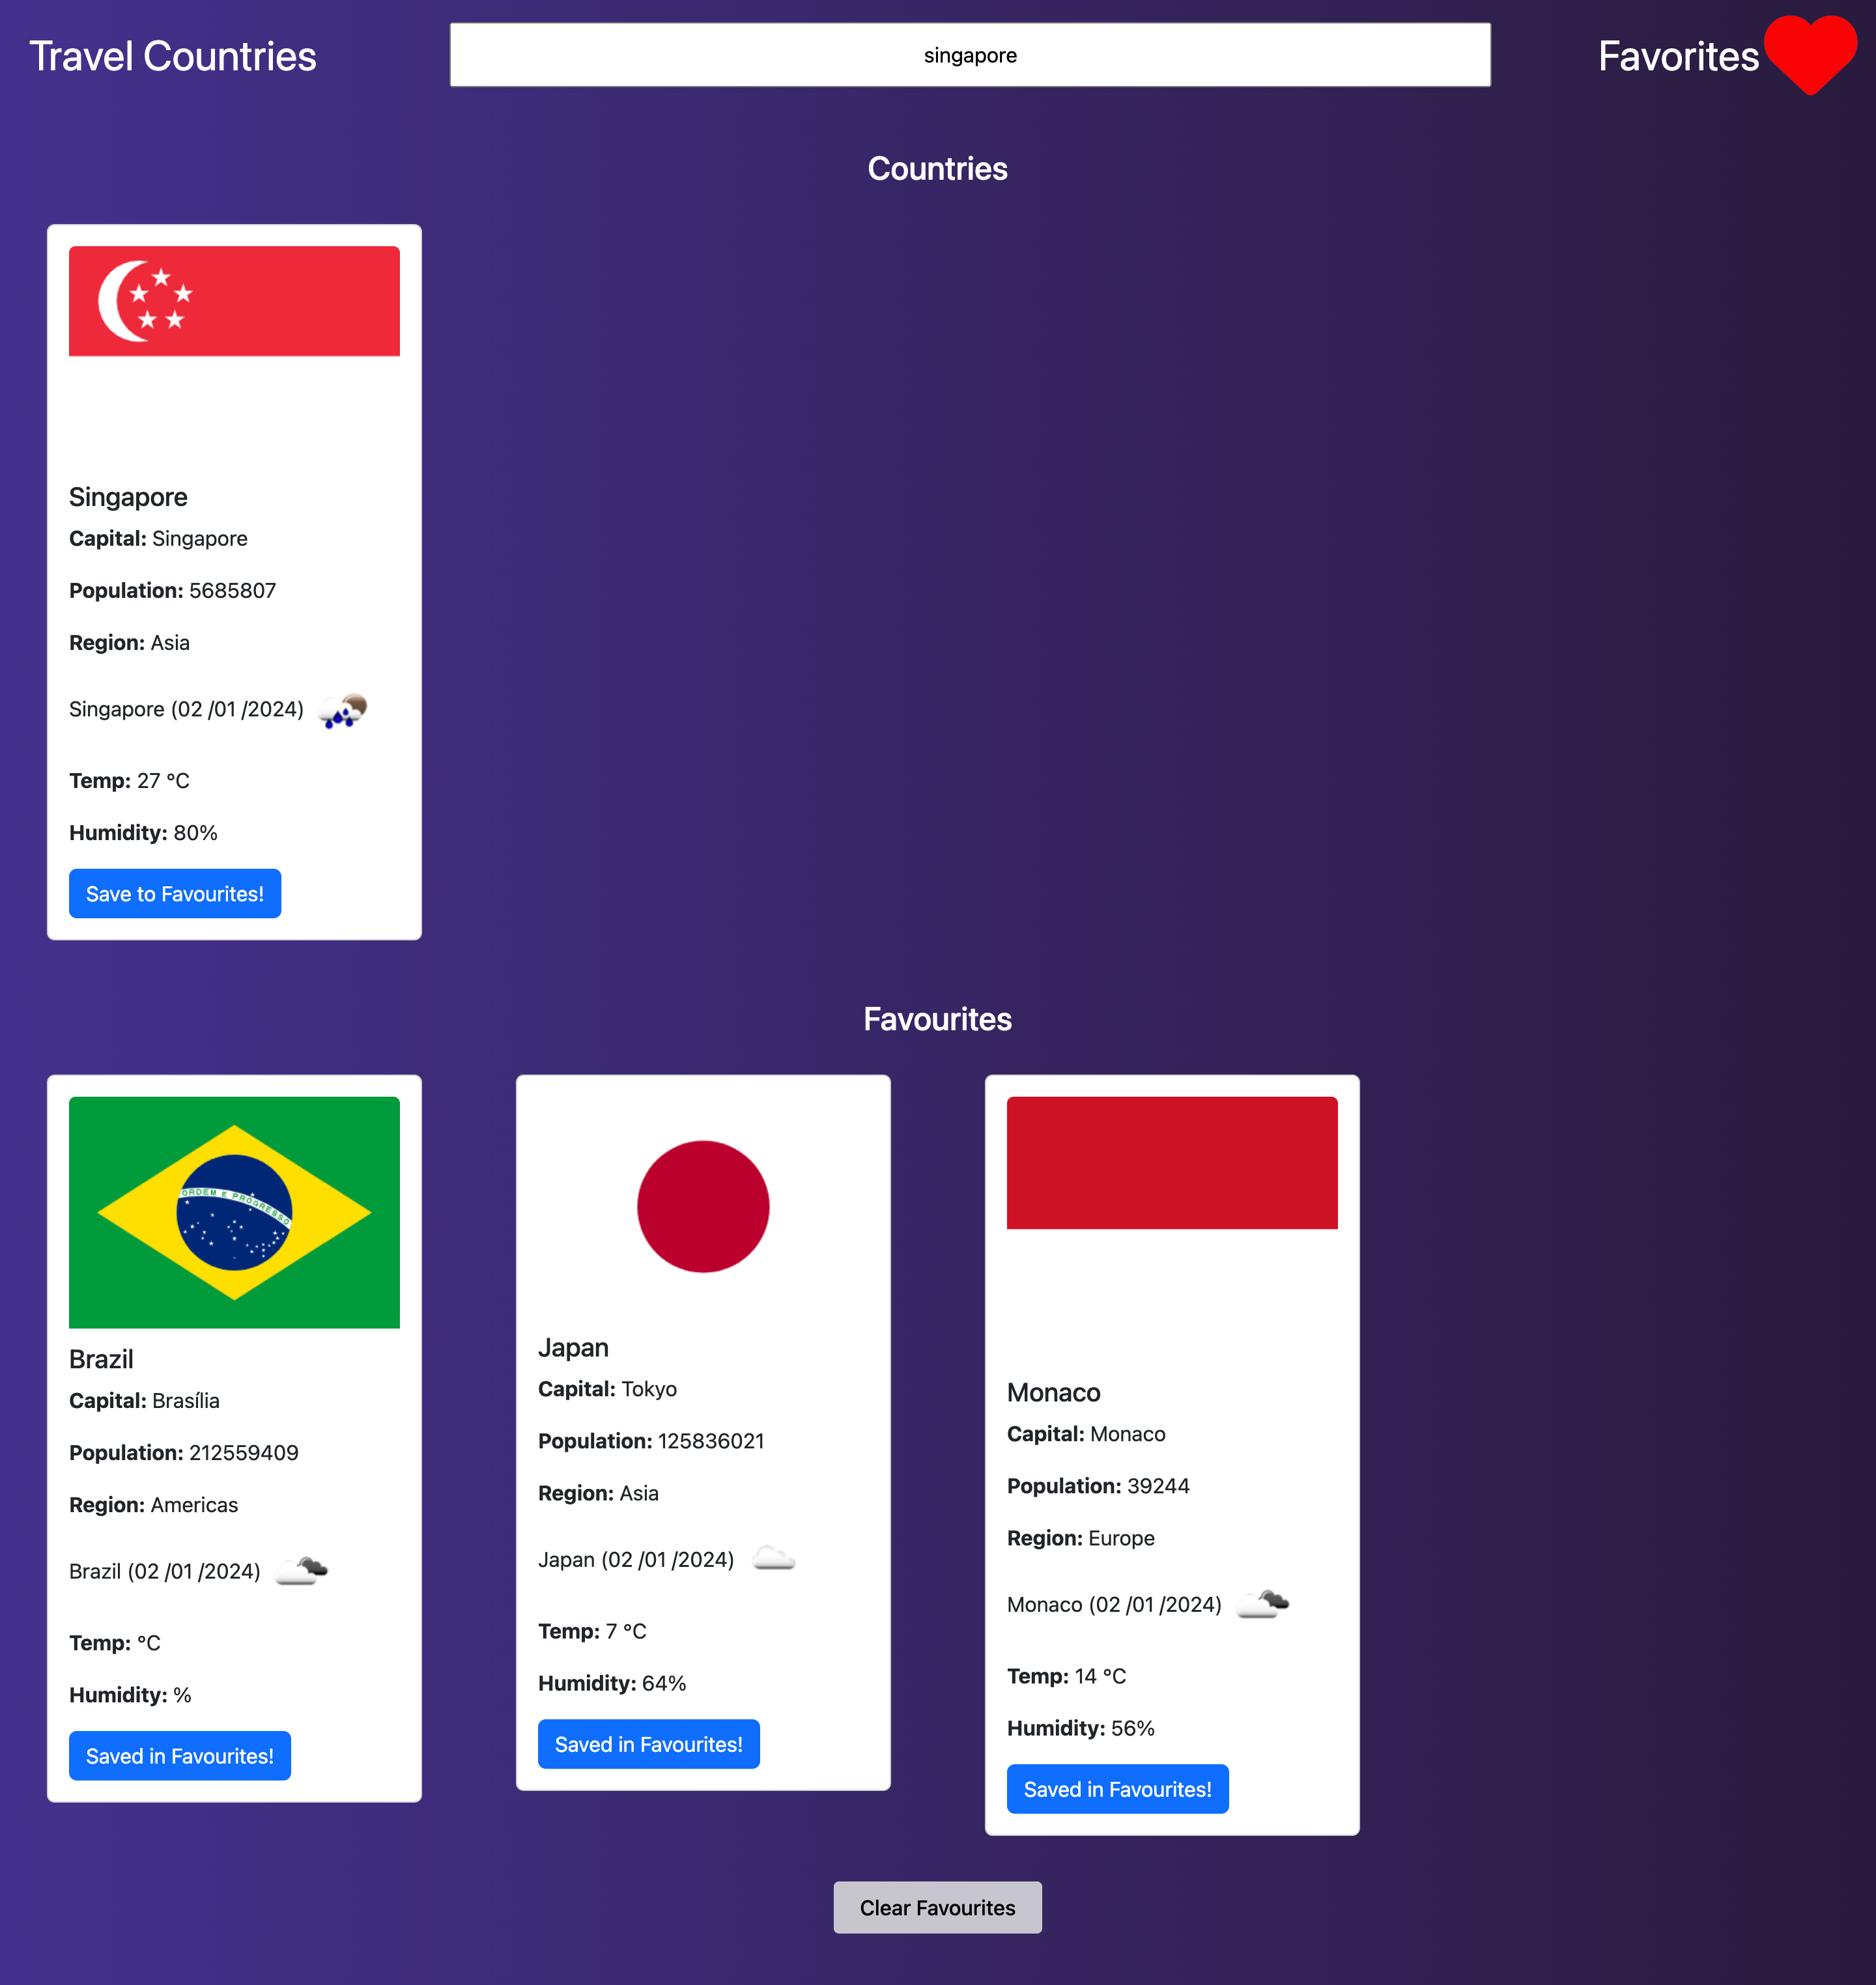 Travel Countries
singapore
Favorites
Countries
Singapore
Capital: Singapore
Population: 5685807
Region: Asia
Singapore (02 /01 /2024)
Temp: 27 °C
Humidity: 80%
Save to Favourites!
Favourites
ORDEM E PROGRESSO
Brazil
Capital: Brasília
Population: 212559409
Region: Americas
Brazil (02 /01 /2024)
Temp: °C
Humidity: %
Saved in Favourites!
Japan
Capital: Tokyo
Population: 125836021
Region: Asia
Japan (02 /01 /2024)
Temp: 7 °C
Humidity: 64%
Saved in Favourites!
Monaco
Capital: Monaco
Population: 39244
Region: Europe
Monaco (02 /01 /2024)
Temp: 14 °C
Humidity: 56%
Saved in Favourites!
Clear Favourites